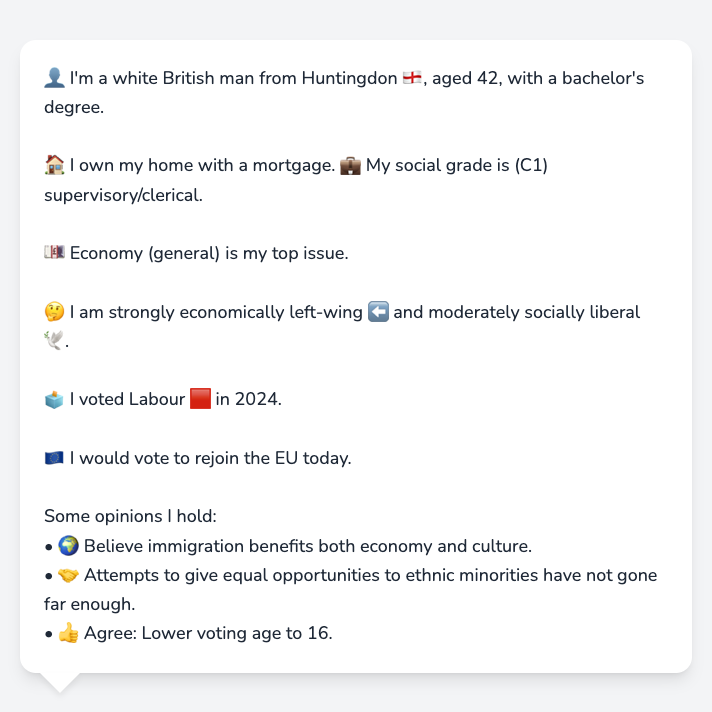 👤 I'm a white British man from Huntingdon 🏴󠁧󠁢󠁥󠁮󠁧󠁿, aged 42, with a bachelor's
degree.
🏠 I own my home with a mortgage. 💼 My social grade is (C1)
supervisory/clerical.
💷 Economy (general) is my top issue.
🤔 I am strongly economically left-wing ⬅️ and moderately socially liberal
🕊️.
🗳️ I voted Labour 🟥 in 2024.
🇪🇺 I would vote to rejoin the EU today.
Some opinions I hold:
• 🌍 Believe immigration benefits both economy and culture.
• 🤝 Attempts to give equal opportunities to ethnic minorities have not gone
far enough.
• 👍 Agree: Lower voting age to 16.